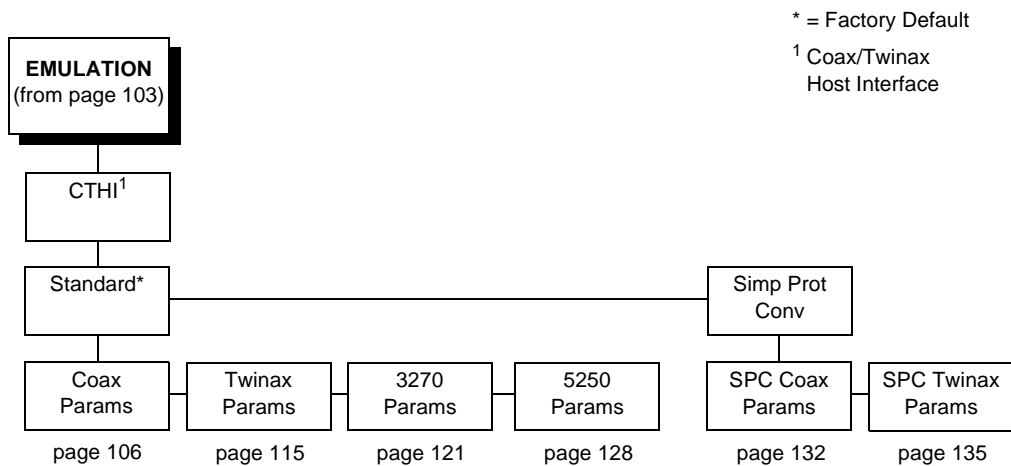 * = Factory Default
1 Coax/Twinax
Host Interface
EMULATION
(from page 103)
CTHI1
Standard*
Simp Prot
Conv
Coax
Params
Twinax
Params
3270
Params
5250
Params
SPC Coax
Params
SPC Twinax
Params
page 106
page 115
page 121
page 128
page 132
page 135